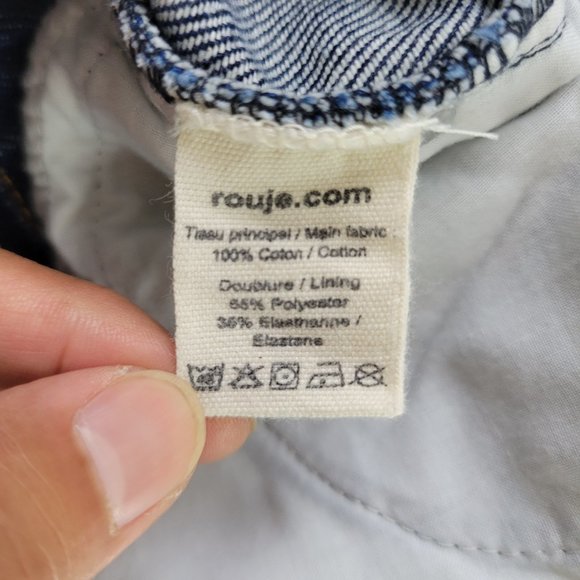 rouje.com
Tissu principal / Main fabric :
100% Coton / Cotton
Doublure / Lining
65% Polyester
35% Elasthanne /
Elastane